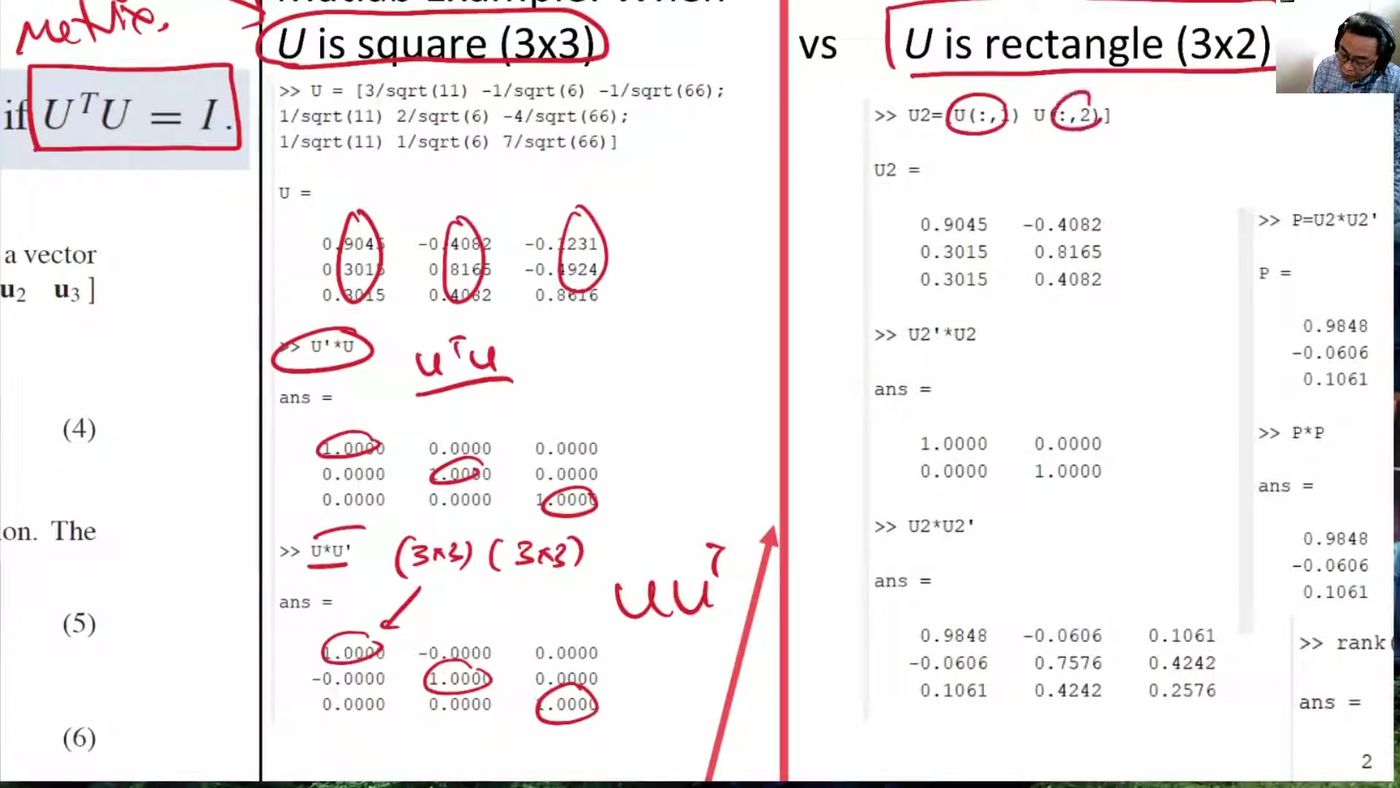 Matlab Example: When
U is square (3x3)
vs
U is rectangle (3x2)
if UᵀU = I.
a vector
u₂ u₃ ]
(4)
on. The
(5)
(6)
>> U = [3/sqrt(11) -1/sqrt(6) -1/sqrt(66);
1/sqrt(11) 2/sqrt(6) -4/sqrt(66);
1/sqrt(11) 1/sqrt(6) 7/sqrt(66)]
U =
0.9045 -0.4082 -0.1231
0.3015 0.8165 -0.4924
0.3015 0.4082 0.8616
>> U'*U
UᵀU
ans =
1.0000 0.0000 0.0000
0.0000 1.0000 0.0000
0.0000 0.0000 1.0000
>> U*U'
(3x3) (3x3)
UUᵀ
ans =
1.0000 -0.0000 0.0000
-0.0000 1.0000 0.0000
0.0000 0.0000 1.0000
>> U2= U(:,1) U(:,2)]
U2 =
0.9045 -0.4082
0.3015 0.8165
0.3015 0.4082
>> U2'*U2
ans =
1.0000 0.0000
0.0000 1.0000
>> U2*U2'
ans =
0.9848 -0.0606 0.1061
-0.0606 0.7576 0.4242
0.1061 0.4242 0.2576
>> P=U2*U2'
P =
0.9848
-0.0606
0.1061
>> P*P
ans =
0.9848
-0.0606
0.1061
>> rank(
ans =
2